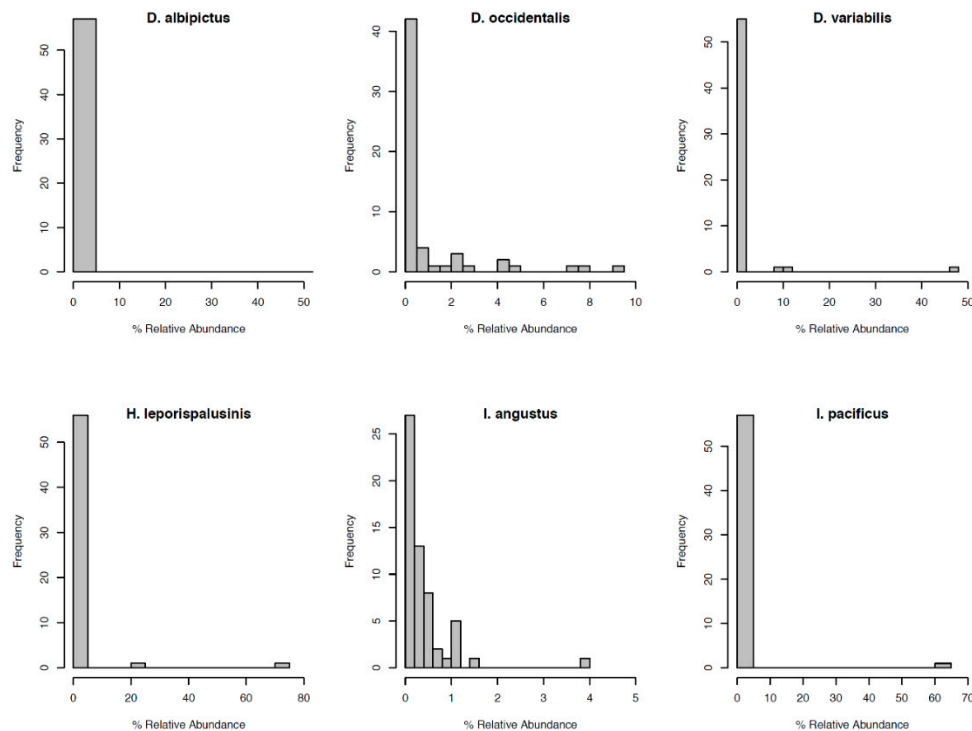 D. albipictus
D. occidentalis
D. variabilis
Frequency
0 10 20 30 40 50
Frequency
0 10 20 30 40
Frequency
0 10 20 30 40 50
0 10 20 30 40 50
0 2 4 6 8 10
0 10 20 30 40 50
% Relative Abundance
% Relative Abundance
% Relative Abundance
H. leporispalusinis
I. angustus
I. pacificus
Frequency
0 10 20 30 40 50
Frequency
0 5 10 15 20 25
Frequency
0 10 20 30 40 50
0 20 40 60 80
0 1 2 3 4 5
0 10 20 30 40 50 60 70
% Relative Abundance
% Relative Abundance
% Relative Abundance